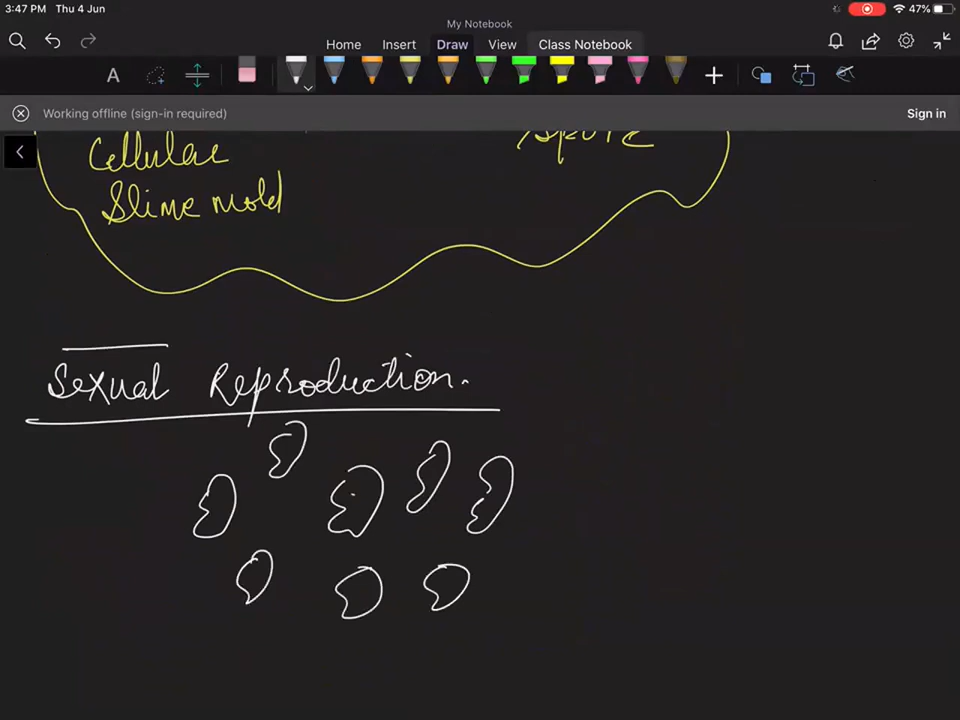 3:47 PM Thu 4 Jun
47%
My Notebook
Home Insert Draw View Class Notebook
A
Working offline (sign-in required)
Sign in
Cellular
Slime mold
Sexual Reproduction.